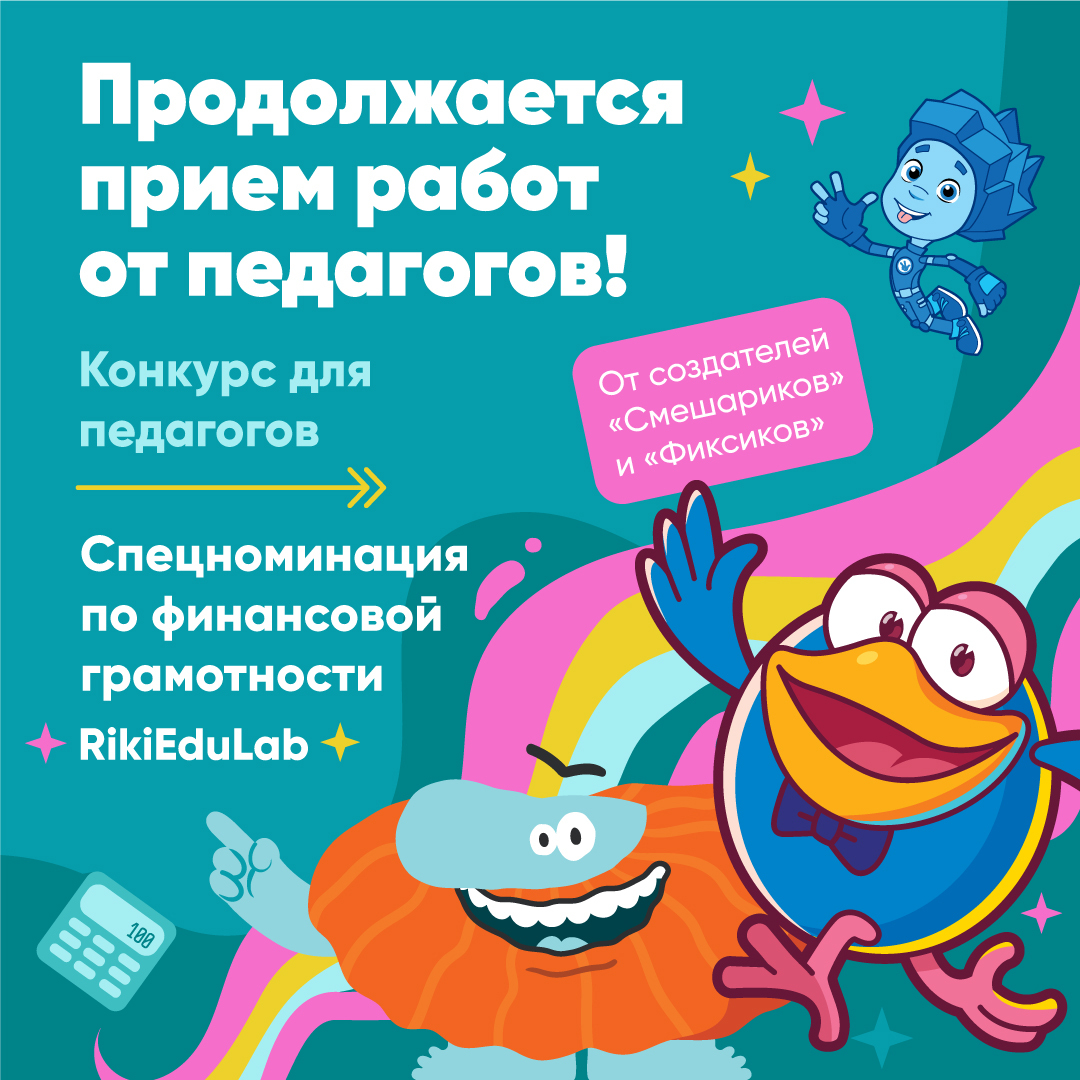 Продолжается
прием работ
от педагогов!
Конкурс для
педагогов
От создателей
«Смешариков»
и «Фиксиков»
Спецноминация
по финансовой
грамотности
RikiEduLab
100